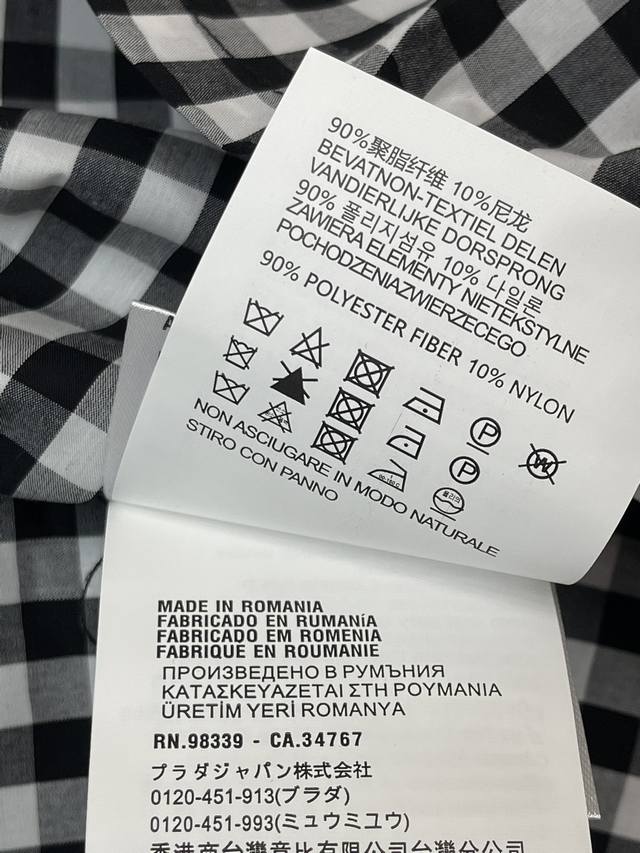 90%聚脂纤维 10%尼龙
BEVATNON-TEXTIEL DELEN
VANDIERLIJKE DORSPRONG
90% 폴리지섬유 10% 다일론
ZAWIERA ELEMENTY NIETEKSTYLNE
POCHODZENIAZWIERZECEGO
90% POLYESTER FIBER 10% NYLON
P
P
NON ASCIUGARE IN MODO NATURALE
STIRO CON PANNO
MADE IN ROMANIA
FABRICADO EN RUMANíA
FABRICADO EM ROMENIA
FABRIQUE EN ROUMANIE
ПРОИЗВЕДЕНО В РУМЪНИЯ
ΚΑΤΑΣΚΕΥΑΖΕΤΑΙ ΣΤΗ ΡΟΥΜΑΝΙΑ
ÜRETİM YERİ ROMANYA
RN.98339 - CA.34767
プラダジャパン株式会社
0120-451-913(プラダ)
0120-451-993(ミュウミュウ)